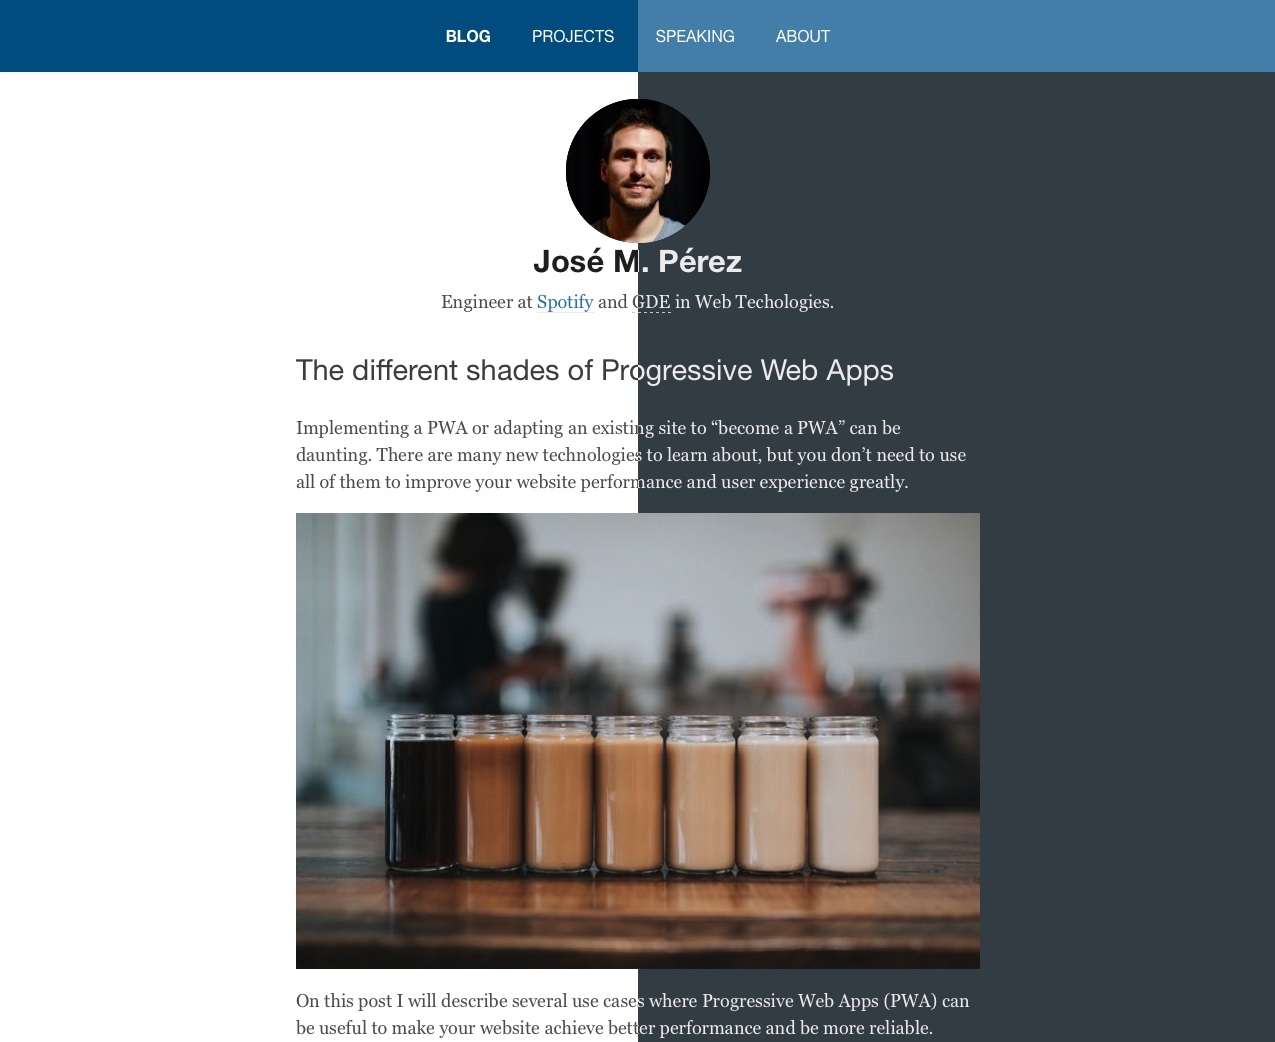 BLOG PROJECTS SPEAKING ABOUT
José M. Pérez
Engineer at Spotify and GDE in Web Techologies.
The different shades of Progressive Web Apps
Implementing a PWA or adapting an existing site to “become a PWA” can be
daunting. There are many new technologies to learn about, but you don’t need to use
all of them to improve your website performance and user experience greatly.
On this post I will describe several use cases where Progressive Web Apps (PWA) can
be useful to make your website achieve better performance and be more reliable.